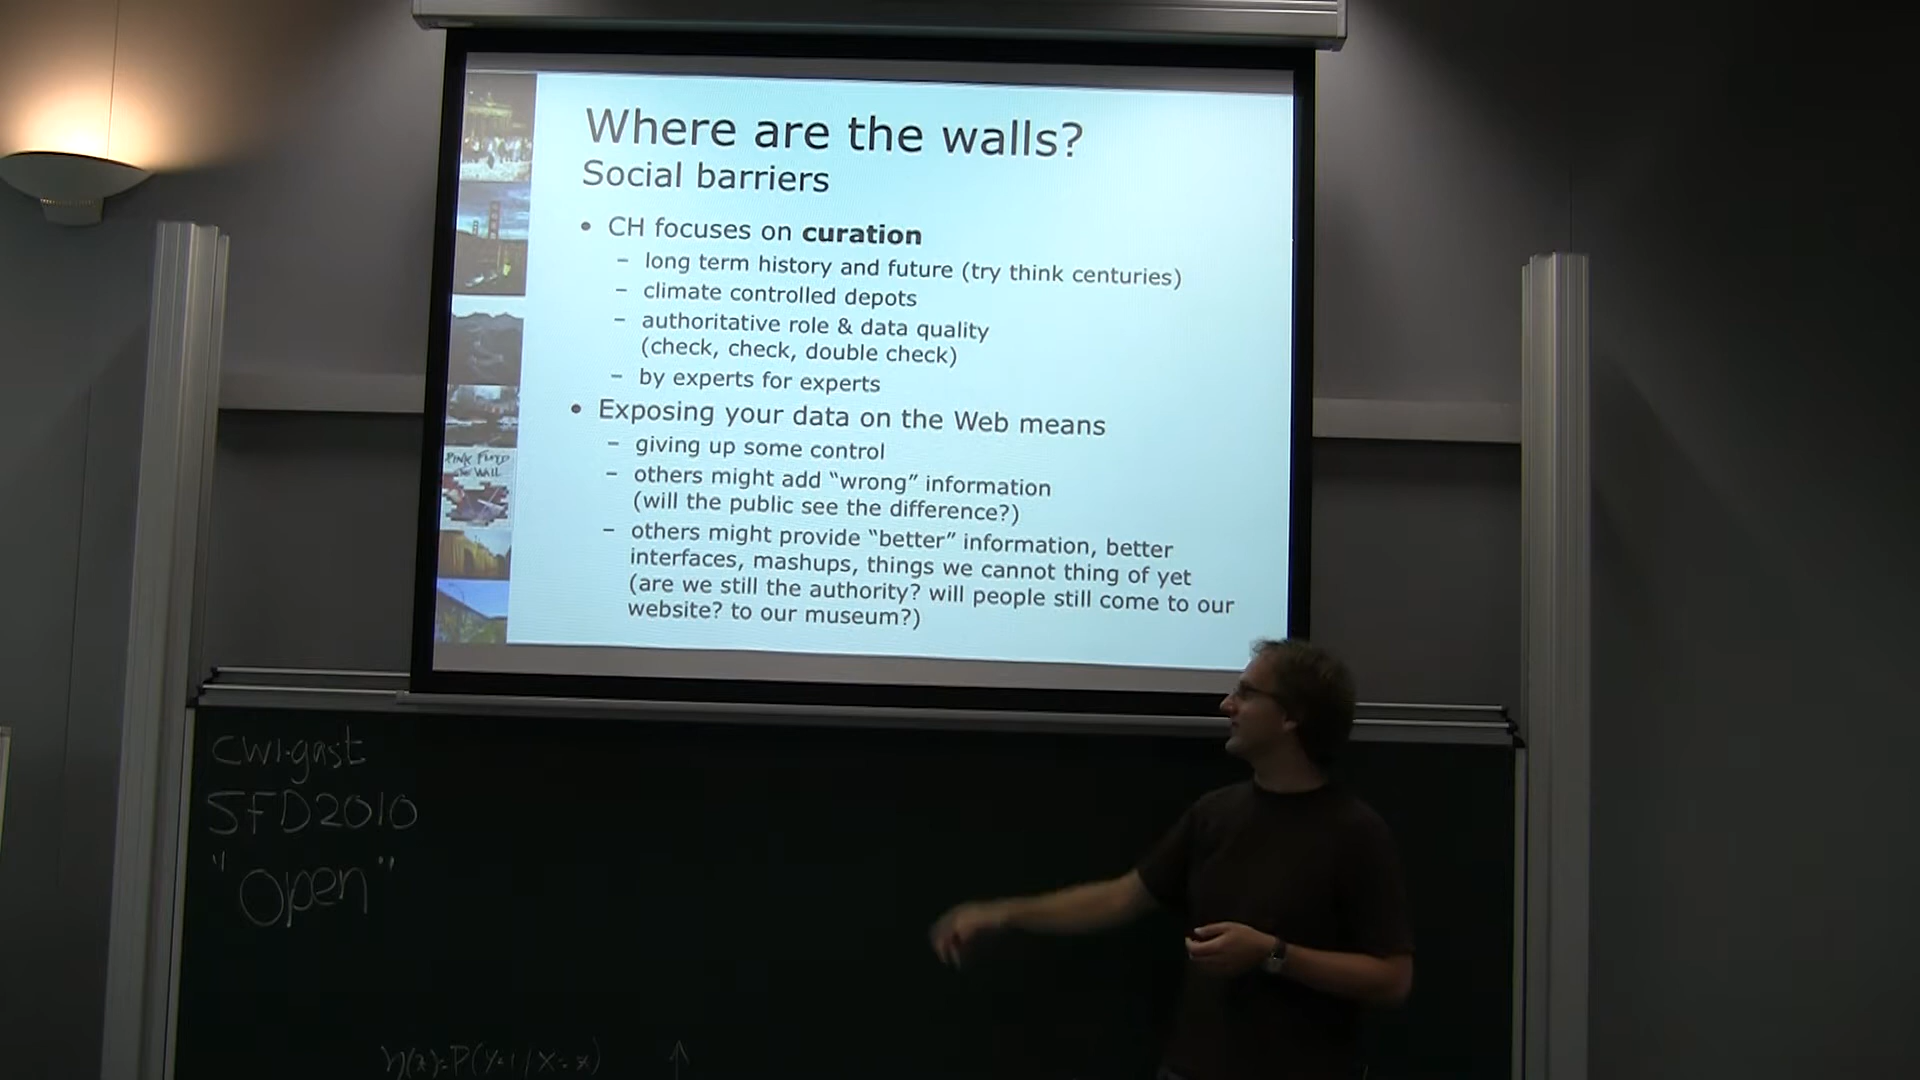 Where are the walls?
Social barriers
• CH focuses on curation
– long term history and future (try think centuries)
– climate controlled depots
– authoritative role & data quality
(check, check, double check)
– by experts for experts
• Exposing your data on the Web means
– giving up some control
– others might add “wrong” information
(will the public see the difference?)
– others might provide “better” information, better
interfaces, mashups, things we cannot thing of yet
(are we still the authority? will people still come to our
website? to our museum?)
PINK FLOYD
THE WALL
CWI-gast
SFD2010
"Open"
η(x)=P(Y=1/X=x) ↑